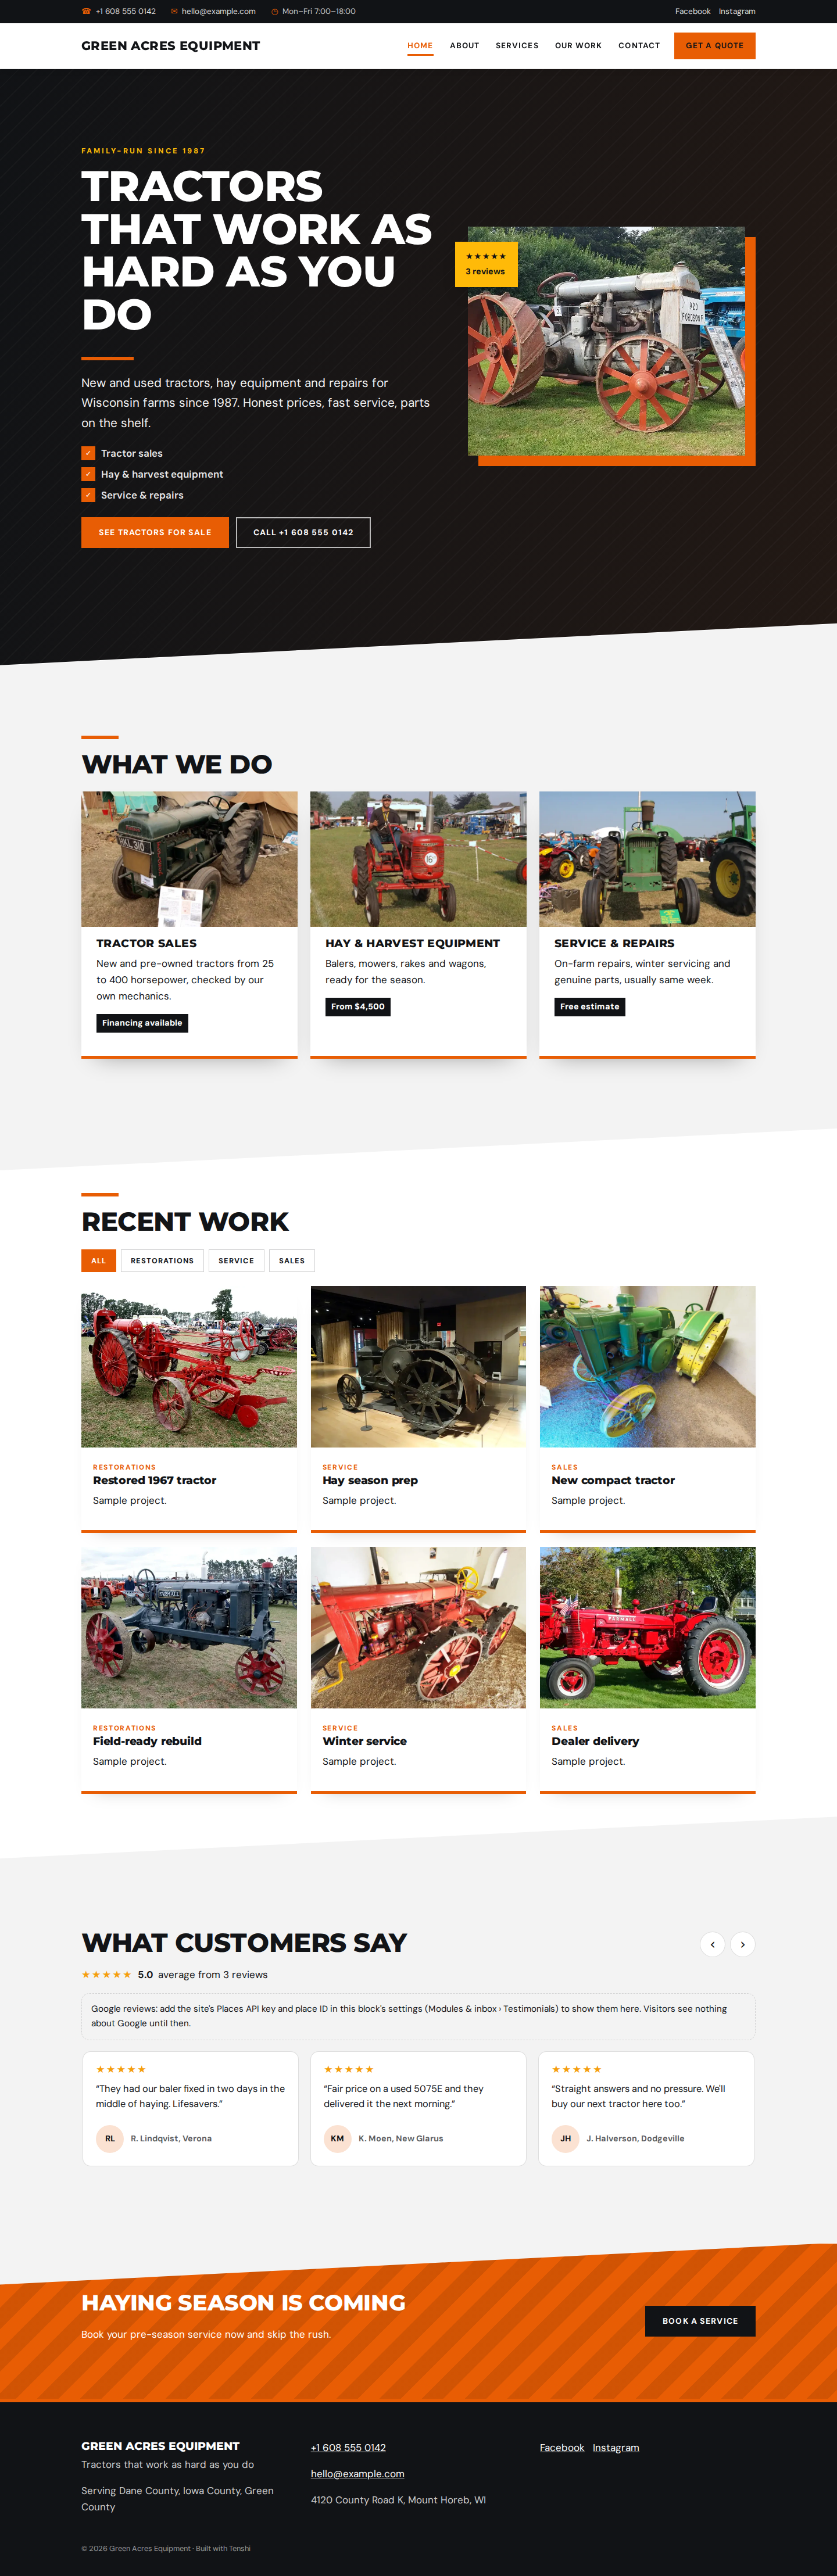 ☎ +1 608 555 0142 ✉ hello@example.com ◷ Mon–Fri 7:00–18:00 Facebook Instagram
GREEN ACRES EQUIPMENT HOME ABOUT SERVICES OUR WORK CONTACT GET A QUOTE
FAMILY-RUN SINCE 1987
TRACTORS
THAT WORK AS
HARD AS YOU
DO
★★★★★
3 reviews
1920
FORDSON F
New and used tractors, hay equipment and repairs for
Wisconsin farms since 1987. Honest prices, fast service, parts
on the shelf.
✓ Tractor sales
✓ Hay & harvest equipment
✓ Service & repairs
SEE TRACTORS FOR SALE CALL +1 608 555 0142
WHAT WE DO
TRACTOR SALES
New and pre-owned tractors from 25
to 400 horsepower, checked by our
own mechanics.
Financing available
HAY & HARVEST EQUIPMENT
Balers, mowers, rakes and wagons,
ready for the season.
From $4,500
SERVICE & REPAIRS
On-farm repairs, winter servicing and
genuine parts, usually same week.
Free estimate
RECENT WORK
ALL RESTORATIONS SERVICE SALES
RESTORATIONS
Restored 1967 tractor
Sample project.
SERVICE
Hay season prep
Sample project.
SALES
New compact tractor
Sample project.
FARMALL
RESTORATIONS
Field-ready rebuild
Sample project.
SERVICE
Winter service
Sample project.
FARMALL
SALES
Dealer delivery
Sample project.
WHAT CUSTOMERS SAY ‹ ›
★★★★★ 5.0 average from 3 reviews
Google reviews: add the site's Places API key and place ID in this block's settings (Modules & inbox › Testimonials) to show them here. Visitors see nothing
about Google until then.
★★★★★
“They had our baler fixed in two days in the
middle of haying. Lifesavers.”
RL R. Lindqvist, Verona
★★★★★
“Fair price on a used 5075E and they
delivered it the next morning.”
KM K. Moen, New Glarus
★★★★★
“Straight answers and no pressure. We'll
buy our next tractor here too.”
JH J. Halverson, Dodgeville
HAYING SEASON IS COMING
Book your pre-season service now and skip the rush.
BOOK A SERVICE
GREEN ACRES EQUIPMENT
Tractors that work as hard as you do
Serving Dane County, Iowa County, Green
County
+1 608 555 0142
hello@example.com
4120 County Road K, Mount Horeb, WI
Facebook Instagram
© 2026 Green Acres Equipment · Built with Tenshi